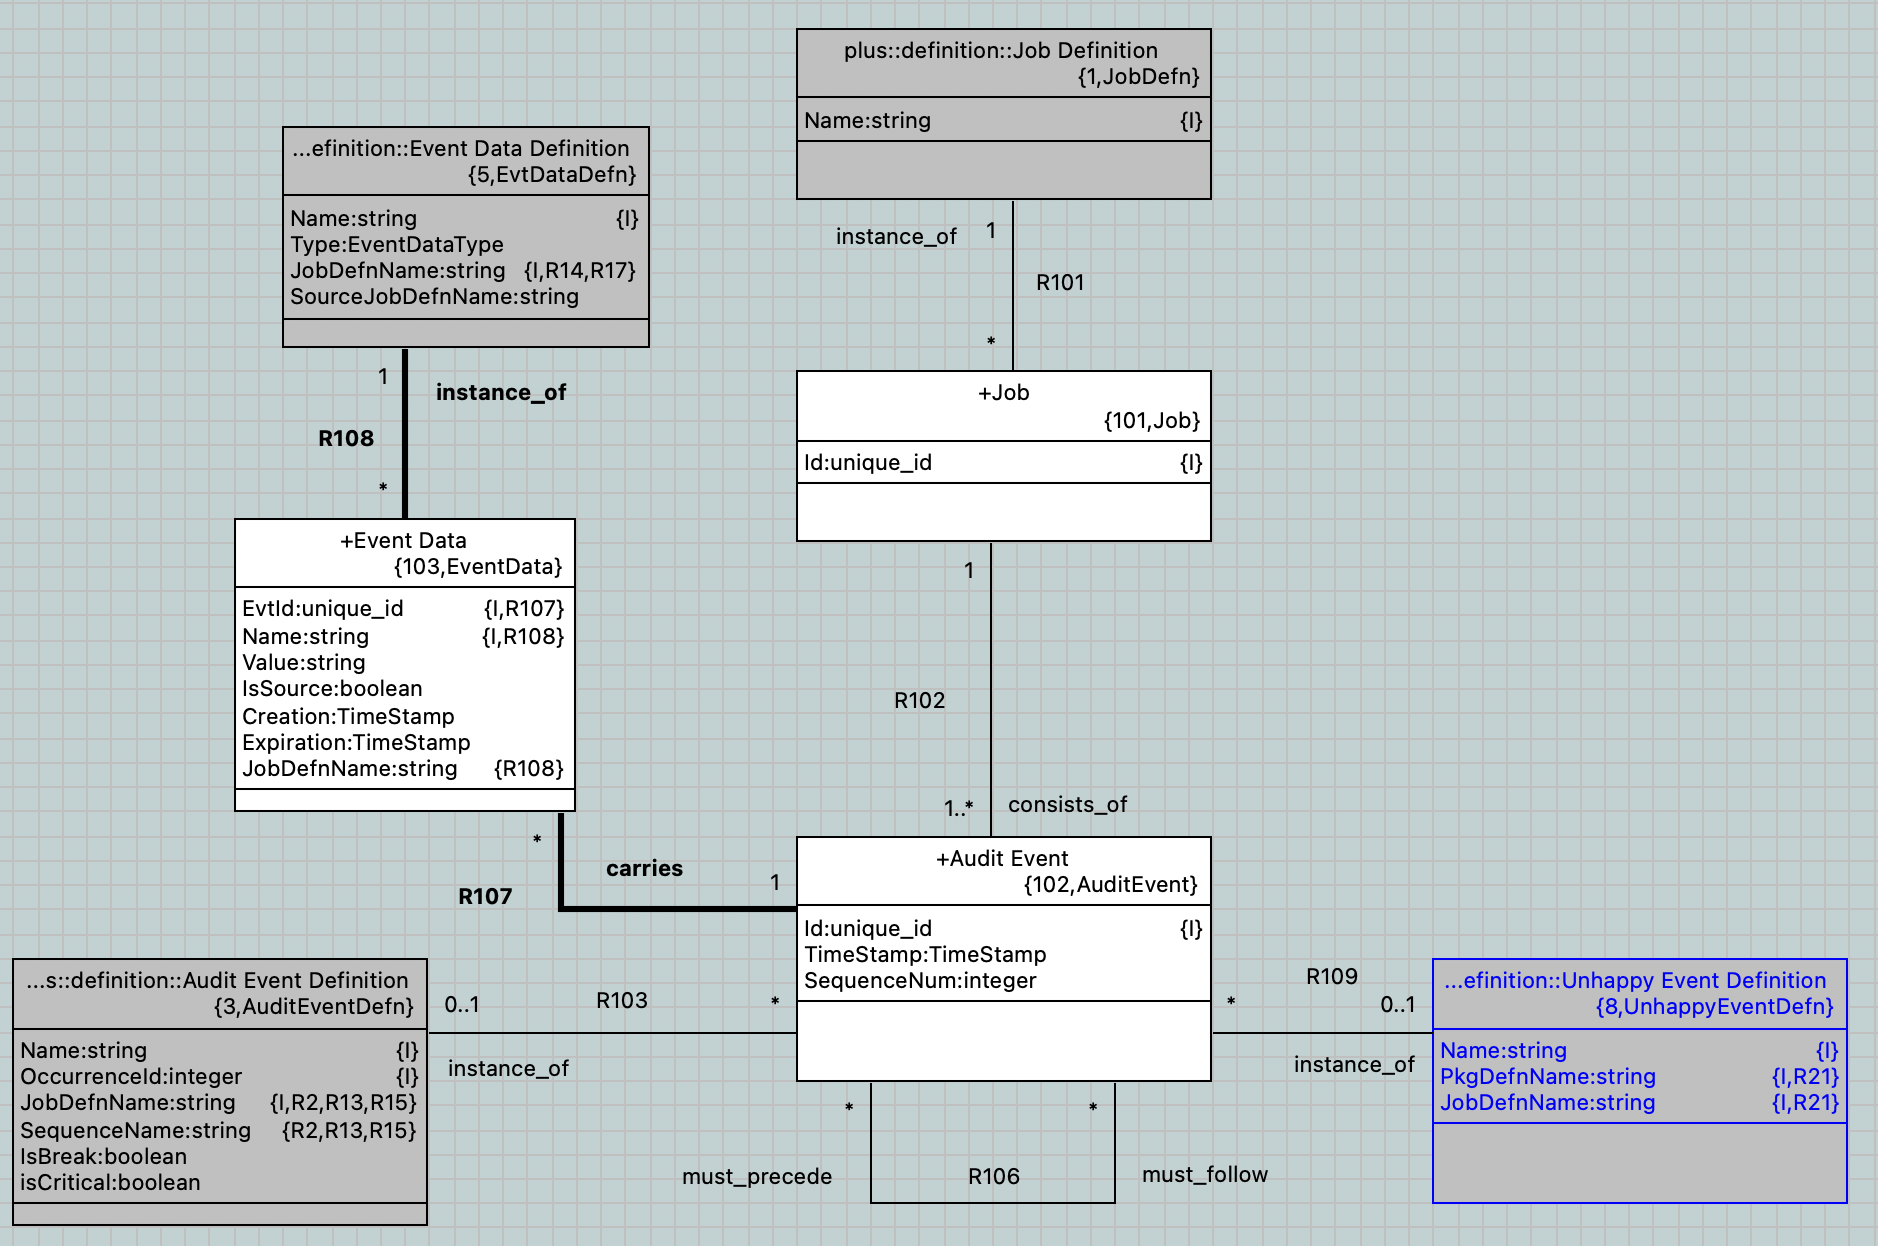 plus::definition::Job Definition
{1,JobDefn}
Name:string {I}
instance_of 1
R101
*
...efinition::Event Data Definition
{5,EvtDataDefn}
Name:string {I}
Type:EventDataType
JobDefnName:string {I,R14,R17}
SourceJobDefnName:string
1
instance_of
R108
*
+Job
{101,Job}
Id:unique_id {I}
1
R102
1..* consists_of
+Event Data
{103,EventData}
EvtId:unique_id {I,R107}
Name:string {I,R108}
Value:string
IsSource:boolean
Creation:TimeStamp
Expiration:TimeStamp
JobDefnName:string {R108}
*
carries 1
R107
+Audit Event
{102,AuditEvent}
Id:unique_id {I}
TimeStamp:TimeStamp
SequenceNum:integer
...s::definition::Audit Event Definition
{3,AuditEventDefn}
Name:string {I}
OccurrenceId:integer {I}
JobDefnName:string {I,R2,R13,R15}
SequenceName:string {R2,R13,R15}
IsBreak:boolean
isCritical:boolean
0..1 R103 *
instance_of
R109
* 0..1
instance_of
...efinition::Unhappy Event Definition
{8,UnhappyEventDefn}
Name:string {I}
PkgDefnName:string {I,R21}
JobDefnName:string {I,R21}
* *
must_precede R106 must_follow